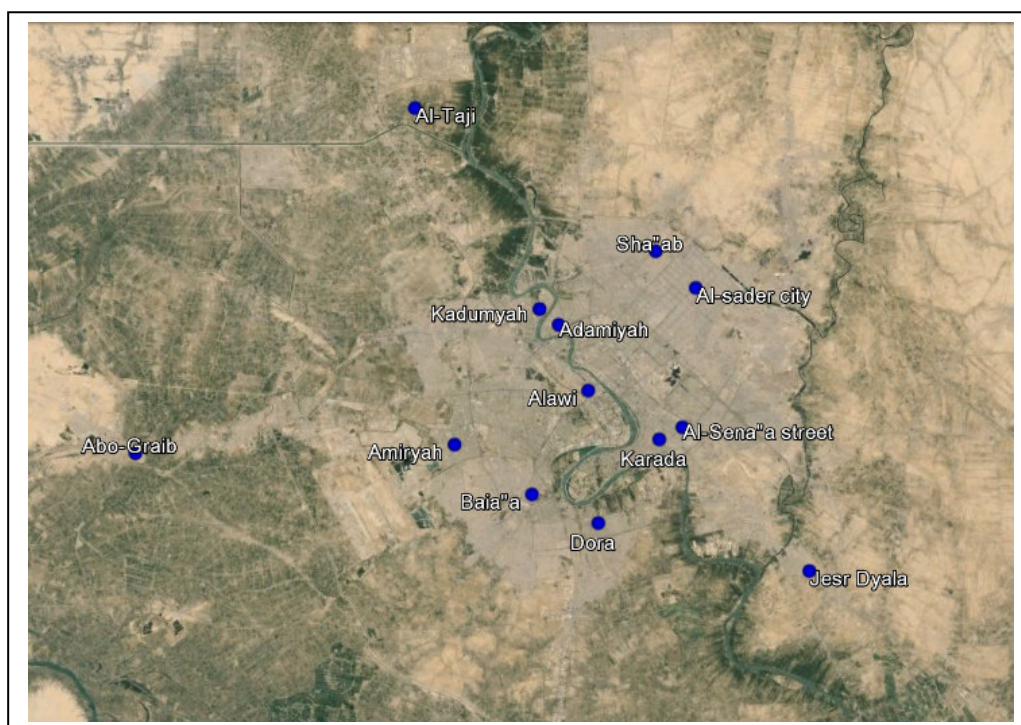 Al-Taji
Sha"ab
Al-sader city
Kadumyah
Adamiyah
Alawi
Al-Sena"a street
Abo-Graib
Amiryah
Karada
Baia"a
Dora
Jesr Dyala